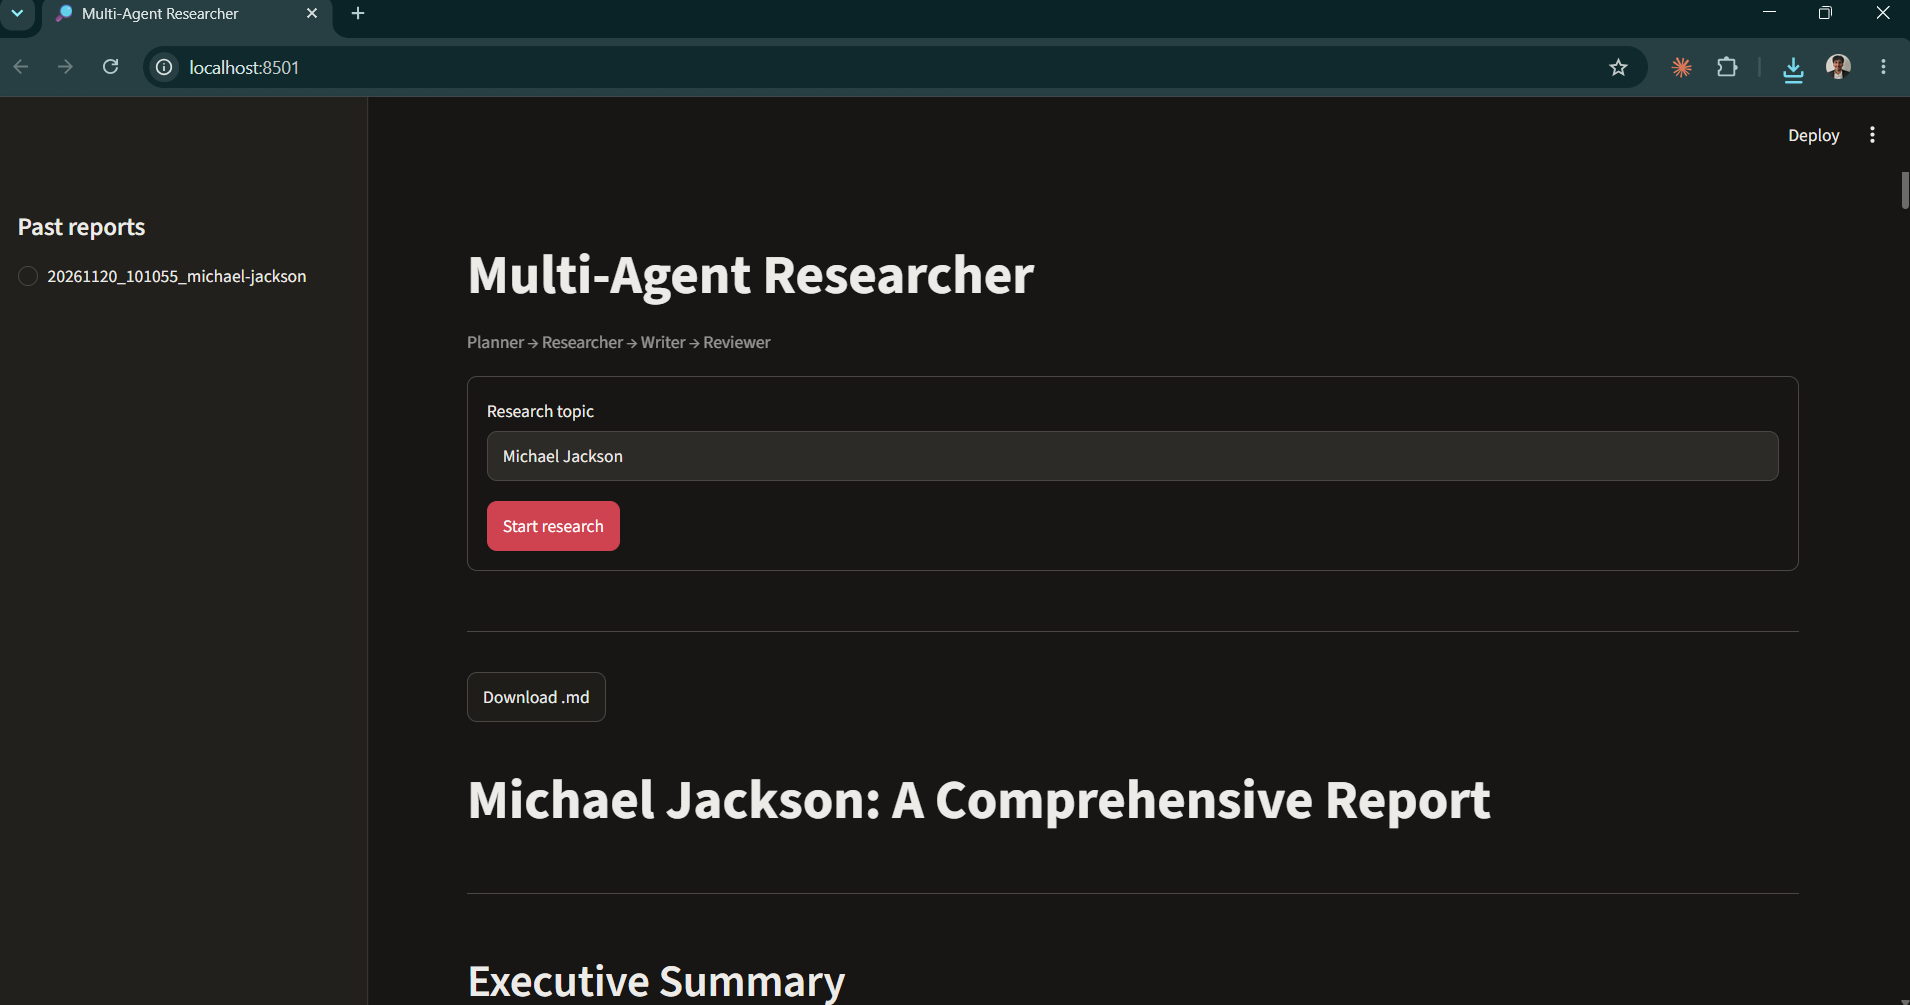 Multi-Agent Researcher
localhost:8501
Deploy
Past reports
20261120_101055_michael-jackson
Multi-Agent Researcher
Planner → Researcher → Writer → Reviewer
Research topic
Michael Jackson
Start research
Download .md
Michael Jackson: A Comprehensive Report
Executive Summary